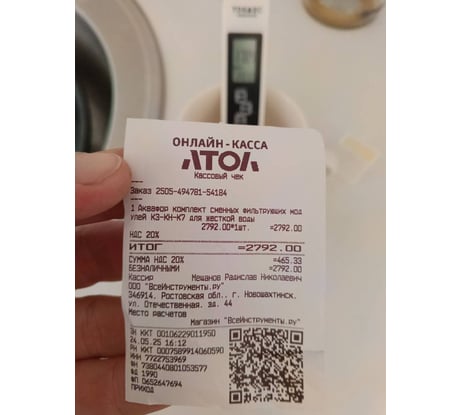 ОНЛАЙН-КАССА
АТОЛ
Кассовый чек
Заказ 2505-494781-54184
1 Аквафор комплект сменных фильтрующих мод
улей К3-КН-К7 для жесткой воды
2792.00*1шт. =2792.00
НДС 20%
ИТОГ =2792.00
СУММА НДС 20% =465.33
БЕЗНАЛИЧНЫМИ =2792.00
Кассир Мещанов Радислав Николаевич
ООО "ВсеИнструменты.ру"
346914, Ростовская обл., г. Новошахтинск,
ул. Отечественная, зд. 44
Место расчетов
Магазин "ВсеИнструменты.ру"
ЗН ККТ 00106229011950
24.05.25 16:12
РН ККТ 0007589914060590
ИНН 7722753969
ФН 7380440801053577
ФД 1990
ФП 0652647694
ПРИХОД